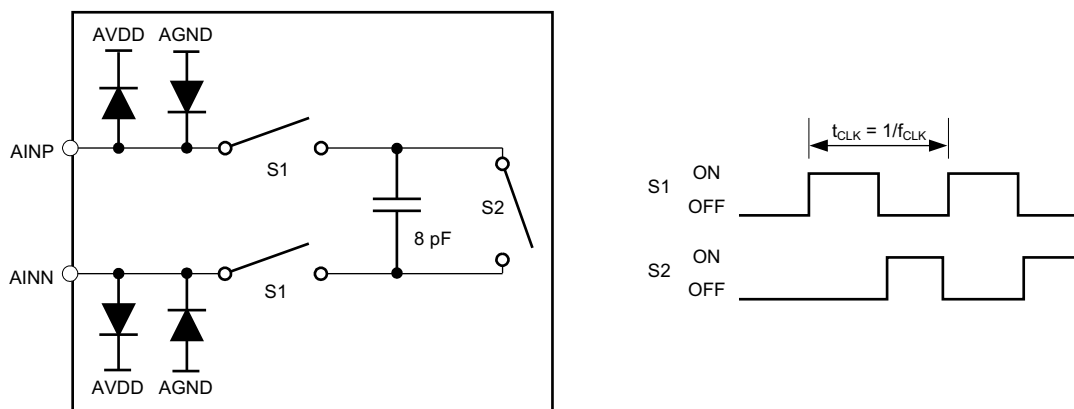 AVDD AGND
AINP
S1
S2
8 pF
AINN
S1
AVDD AGND
tCLK = 1/fCLK
S1 ON
OFF
S2 ON
OFF